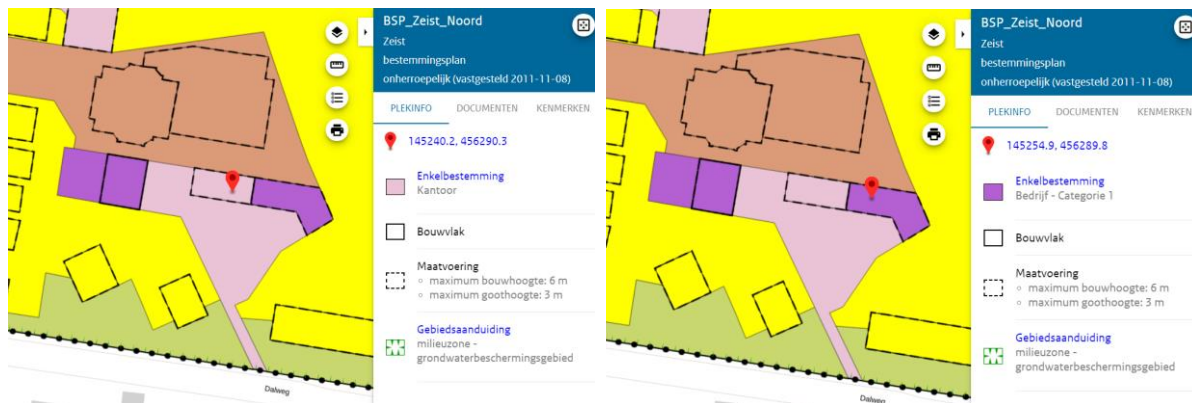 BSP_Zeist_Noord
Zeist
bestemmingsplan
onherroepelijk (vastgesteld 2011-11-08)
PLEKINFO DOCUMENTEN KENMERKEN
145240.2, 456290.3
Enkelbestemming
Kantoor
Bouwvlak
Maatvoering
maximum bouwhoogte: 6 m
maximum goothoogte: 3 m
Gebiedsaanduiding
milieuzone -
grondwaterbeschermingsgebied
Dalweg
BSP_Zeist_Noord
Zeist
bestemmingsplan
onherroepelijk (vastgesteld 2011-11-08)
PLEKINFO DOCUMENTEN KENMERKEN
145254.9, 456289.8
Enkelbestemming
Bedrijf - Categorie 1
Bouwvlak
Maatvoering
maximum bouwhoogte: 6 m
maximum goothoogte: 3 m
Gebiedsaanduiding
milieuzone -
grondwaterbeschermingsgebied
Dalweg